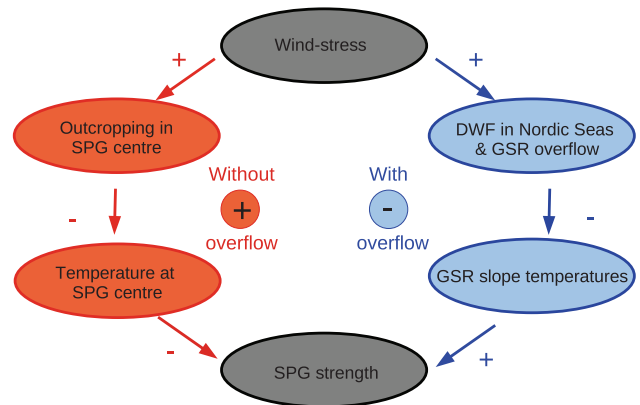 Wind-stress
+
+
Outcropping in
SPG centre
DWF in Nordic Seas
& GSR overflow
Without
+
overflow
With
-
overflow
-
-
Temperature at
SPG centre
GSR slope temperatures
-
+
SPG strength